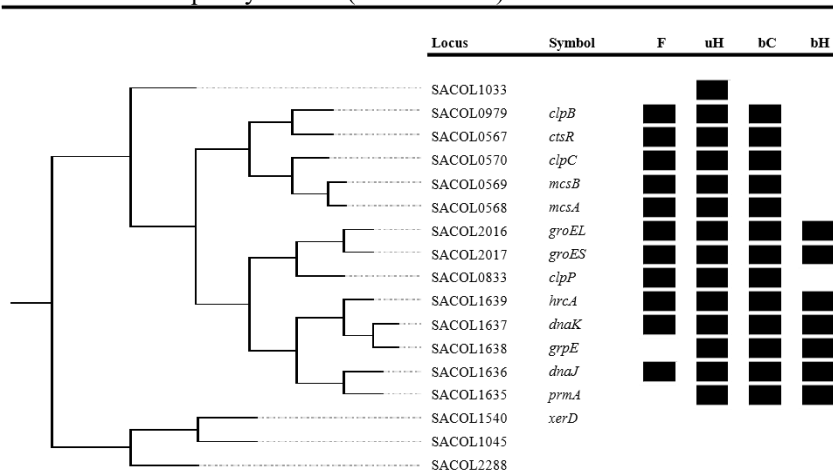 Locus Symbol F uH bC bH
SACOL1033
SACOL0979 clpB
SACOL0567 ctsR
SACOL0570 clpC
SACOL0569 mcsB
SACOL0568 mcsA
SACOL2016 groEL
SACOL2017 groES
SACOL0833 clpP
SACOL1639 hrcA
SACOL1637 dnaK
SACOL1638 grpE
SACOL1636 dnaJ
SACOL1635 prmA
SACOL1540 xerD
SACOL1045
SACOL2288